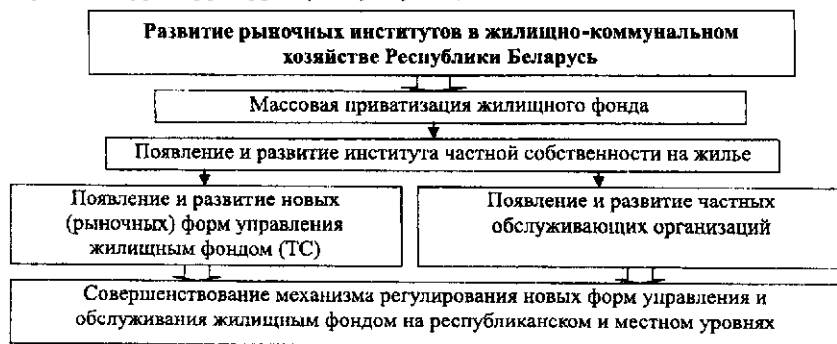 Развитие рыночных институтов в жилищно-коммунальном
хозяйстве Республики Беларусь
Массовая приватизация жилищного фонда
Появление и развитие института частной собственности на жилье
Появление и развитие новых
(рыночных) форм управления
жилищным фондом (ТС)
Появление и развитие частных
обслуживающих организаций
Совершенствование механизма регулирования новых форм управления и
обслуживания жилищным фондом на республиканском и местном уровнях